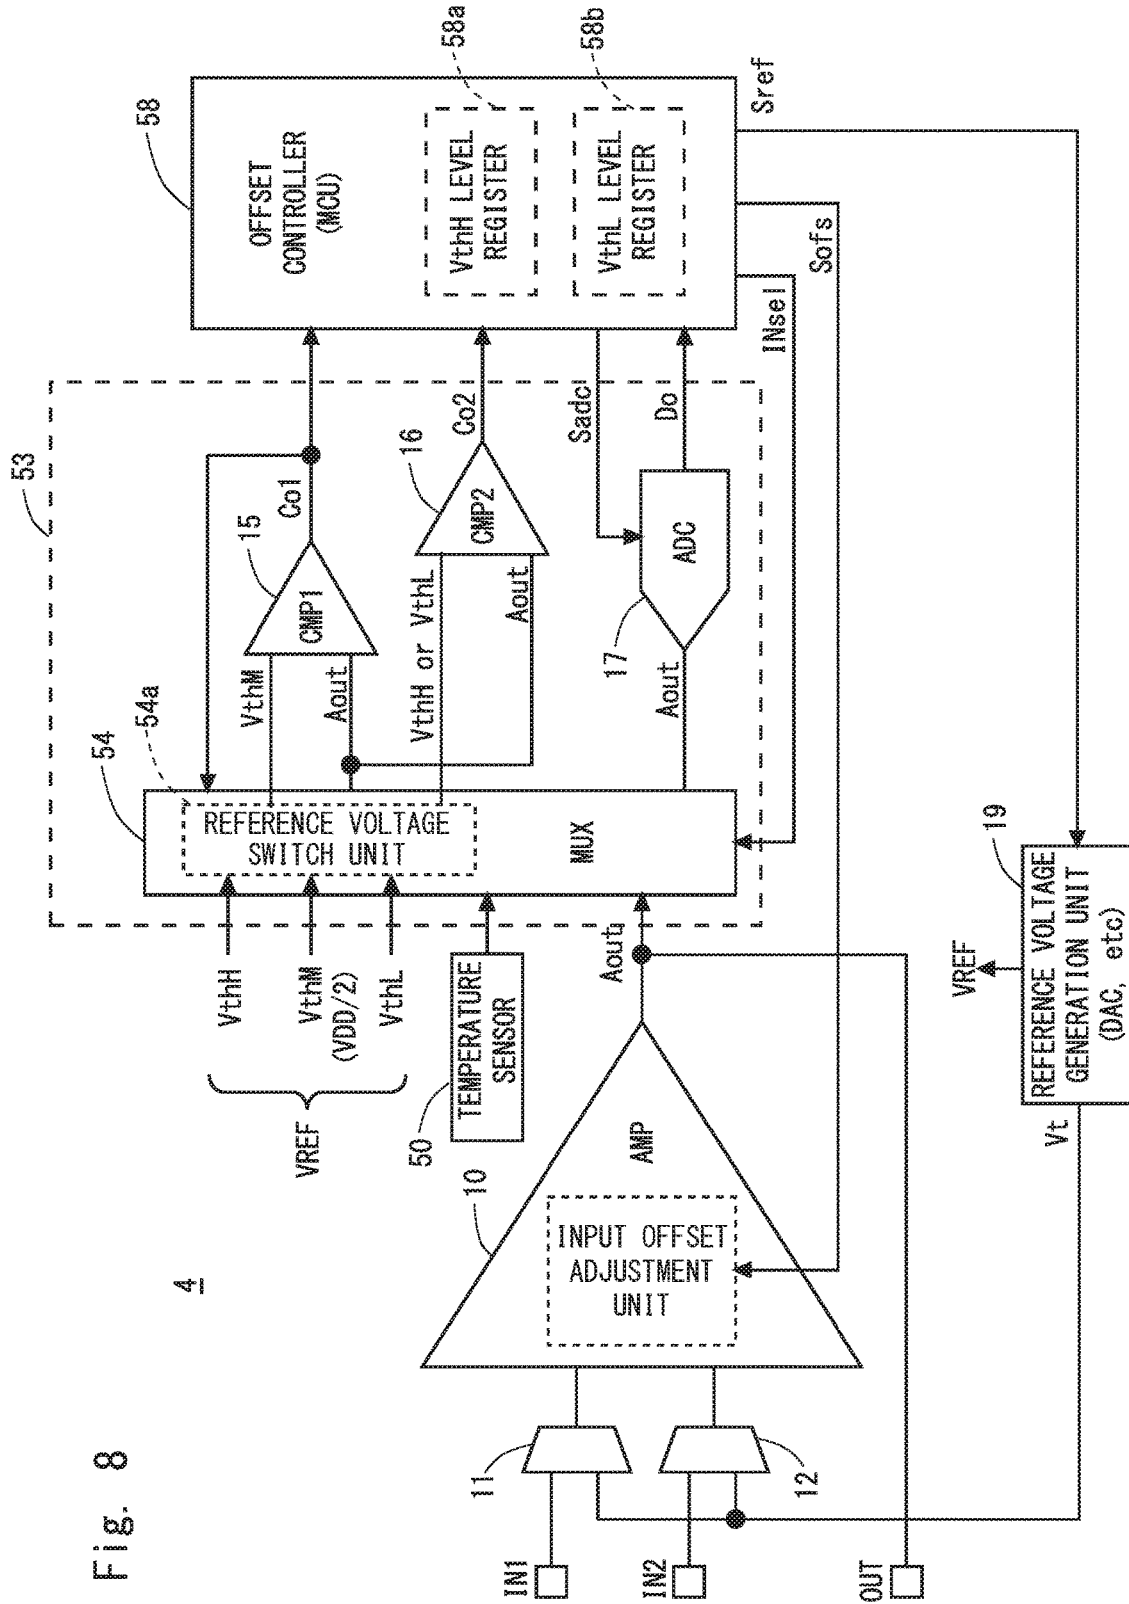 Fig. 8
4
53
54
54a
15
58
58a
58b
OFFSET
CONTROLLER
(MCU)
VthH LEVEL
REGISTER
VthL LEVEL
REGISTER
REFERENCE VOLTAGE
SWITCH UNIT
MUX
VthH
VthM
(VDD/2)
VthL
VREF
VthM
Aout
CMP1
Co1
VthH or VthL
Aout
CMP2
16
Co2
Sadc
Do
ADC
17
Aout
INsel
Sofs
Sref
50
TEMPERATURE
SENSOR
Aout
10
AMP
INPUT OFFSET
ADJUSTMENT
UNIT
11
12
IN1
IN2
OUT
19
VREF
REFERENCE VOLTAGE
GENERATION UNIT
(DAC, etc)
Vt